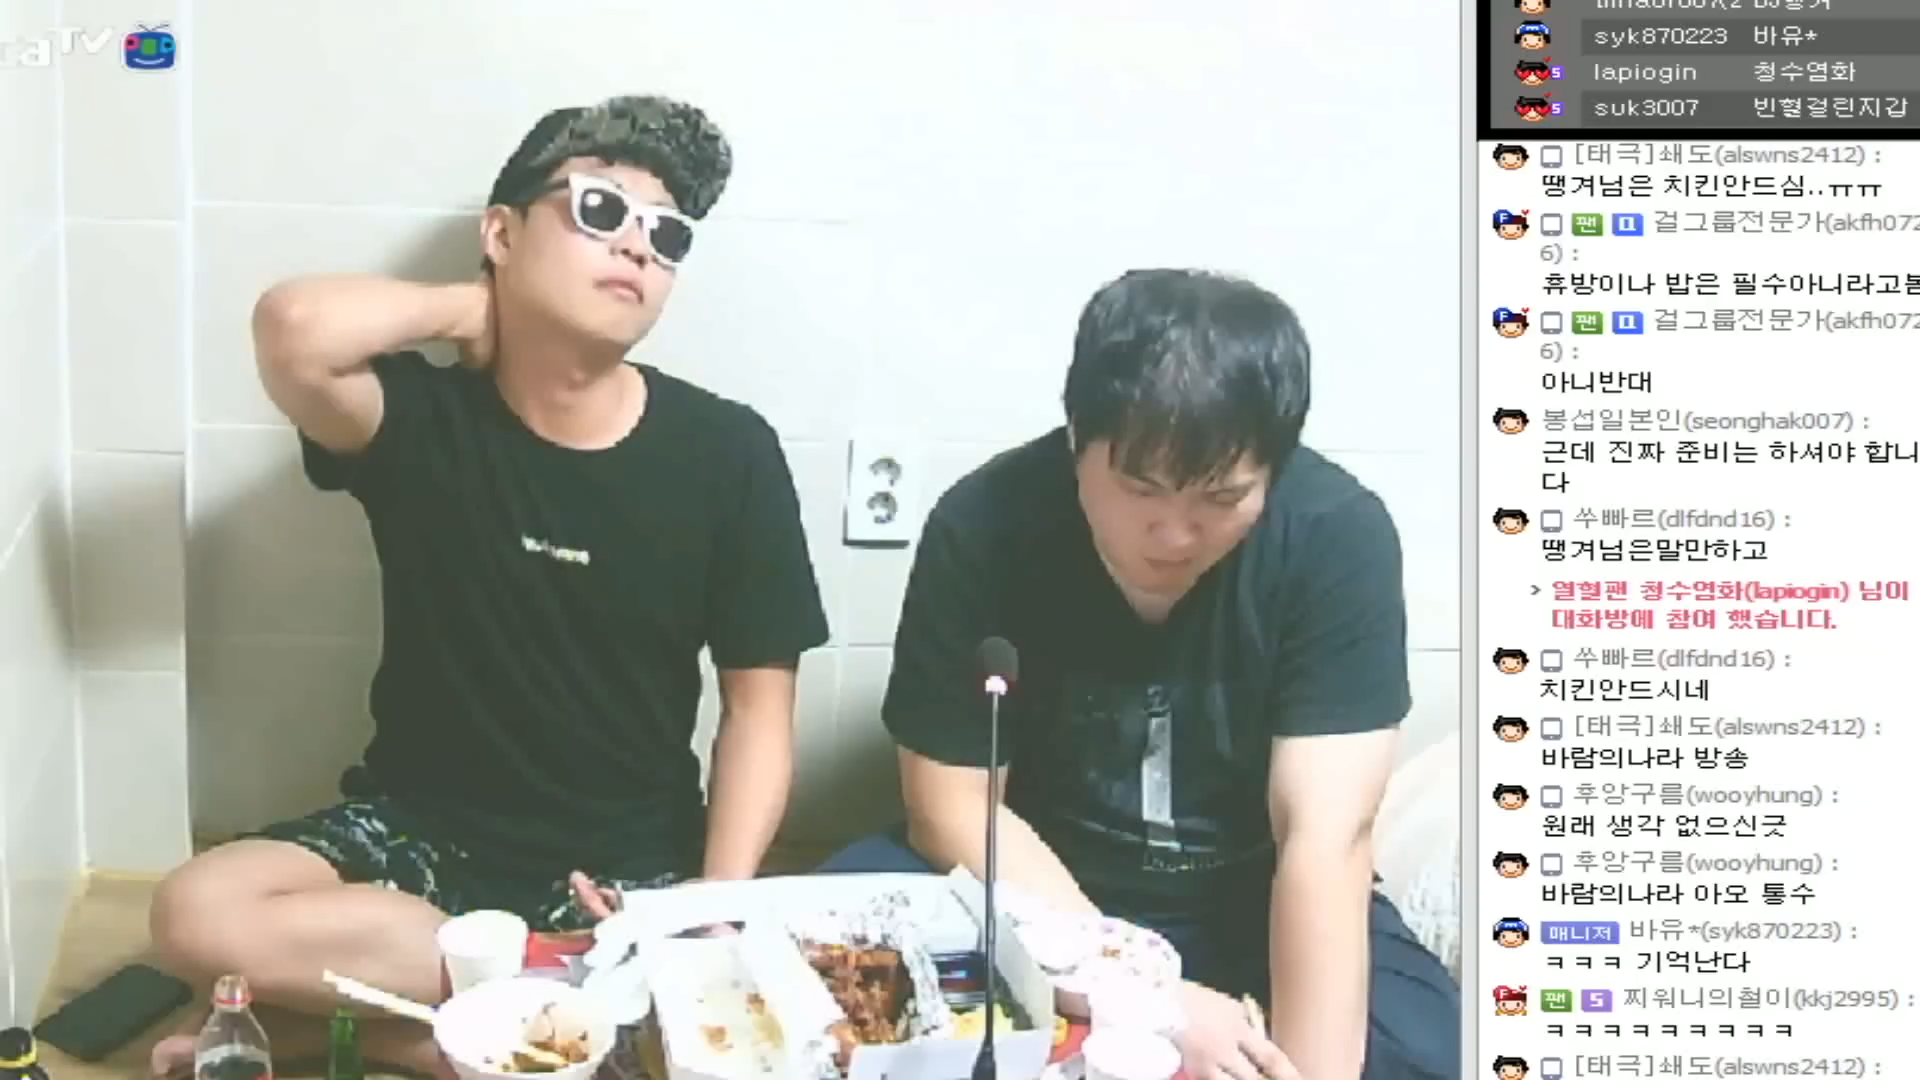 TV
syk870223 바유*
lapiogin 청수염화
suk3007 빈혈걸린지갑
[태극]쇄도(alswns2412) :
땡겨님은 치킨안드심..ㅠㅠ
팬 걸그룹전문가(akfh072
6) :
휴방이나 밥은 필수아니라고봄
팬 걸그룹전문가(akfh072
6) :
아니반대
봉섭일본인(seonghak007) :
근데 진짜 준비는 하셔야 합니
다
쑤빠르(dlfdnd16) :
땡겨님은말만하고
> 열혈팬 청수염화(lapiogin) 님이
대화방에 참여 했습니다.
쑤빠르(dlfdnd16) :
치킨안드시네
[태극]쇄도(alswns2412) :
바람의나라 방송
후앙구름(wooyhung) :
원래 생각 없으신긋
후앙구름(wooyhung) :
바람의나라 아오 통수
매니저 바유*(syk870223) :
ㅋㅋㅋ 기억난다
팬 S 찌워니의철이(kkj2995) :
ㅋㅋㅋㅋㅋㅋㅋㅋㅋ
[태극]쇄도(alswns2412) :